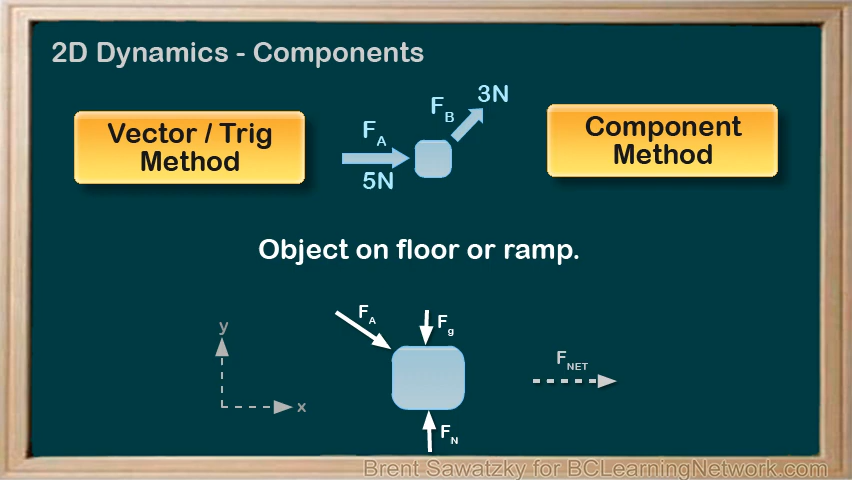 2D Dynamics - Components
Vector / Trig
Method
F_A
5N
F_B
3N
Component
Method
Object on floor or ramp.
y
x
F_A
F_g
F_N
F_NET
Brent Sawatzky for BCLearningNetwork.com